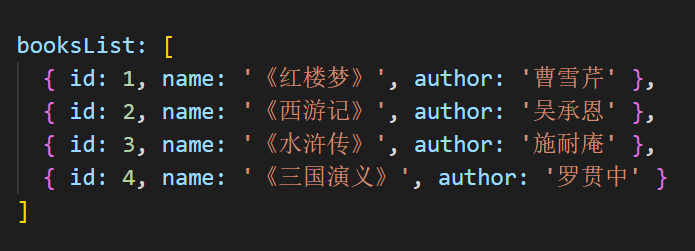 booksList: [
  { id: 1, name: '《红楼梦》', author: '曹雪芹' },
  { id: 2, name: '《西游记》', author: '吴承恩' },
  { id: 3, name: '《水浒传》', author: '施耐庵' },
  { id: 4, name: '《三国演义》', author: '罗贯中' }
]